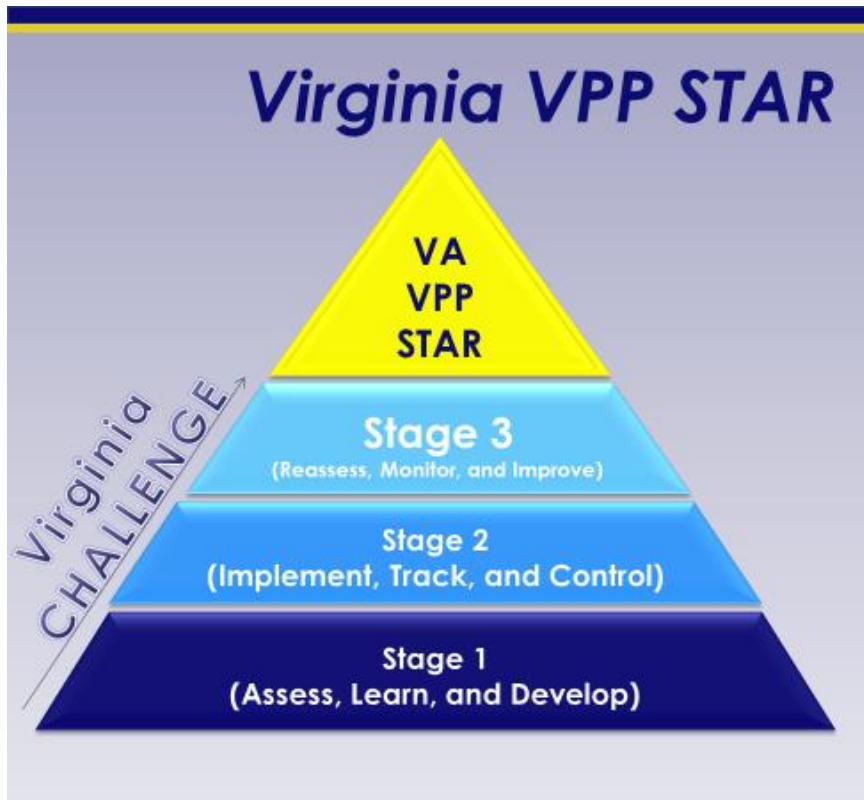 Virginia VPP STAR
VA
VPP
STAR
Stage 3
(Reassess, Monitor, and Improve)
Virginia
CHALLENGE
Stage 2
(Implement, Track, and Control)
Stage 1
(Assess, Learn, and Develop)